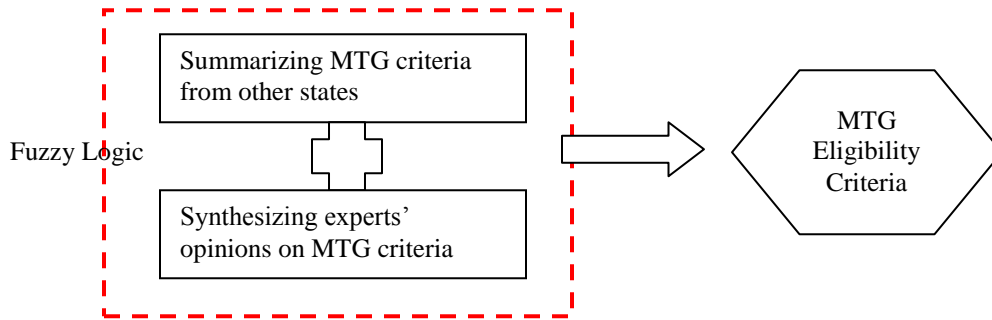 Summarizing MTG criteria
from other states
Fuzzy Logic
Synthesizing experts'
opinions on MTG criteria
MTG
Eligibility
Criteria